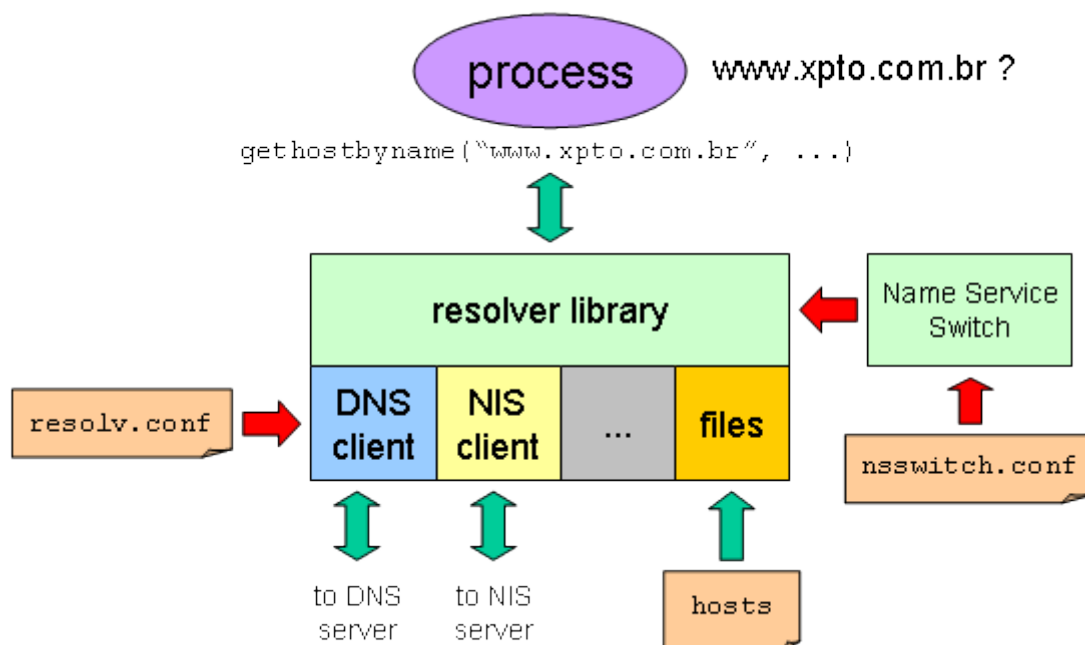 process
www.xpto.com.br ?
gethostbyname(“www.xpto.com.br”, ...)
resolver library
Name Service
Switch
resolv.conf
DNS
client
NIS
client
...
files
nsswitch.conf
to DNS
server
to NIS
server
hosts